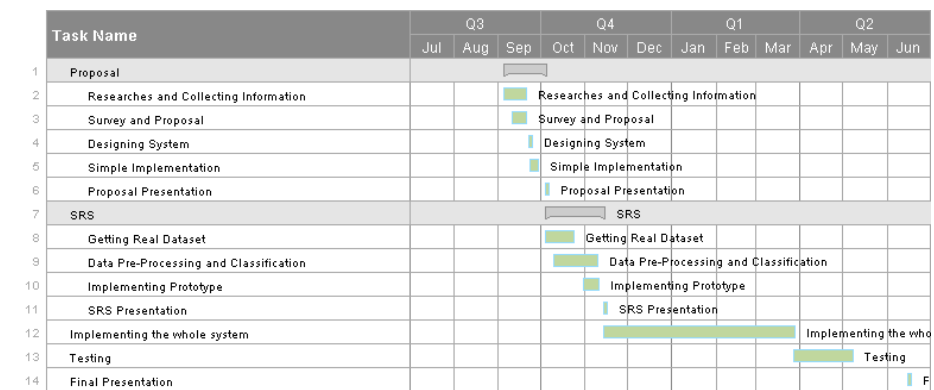 Task Name
Q3 Q4 Q1 Q2
Jul Aug Sep Oct Nov Dec Jan Feb Mar Apr May Jun
1 Proposal
2 Researches and Collecting Information Researches and Collecting Information
3 Survey and Proposal Survey and Proposal
4 Designing System Designing System
5 Simple Implementation Simple Implementation
6 Proposal Presentation Proposal Presentation
7 SRS SRS
8 Getting Real Dataset Getting Real Dataset
9 Data Pre-Processing and Classification Data Pre-Processing and Classification
10 Implementing Prototype Implementing Prototype
11 SRS Presentation SRS Presentation
12 Implementing the whole system Implementing the who
13 Testing Testing
14 Final Presentation F